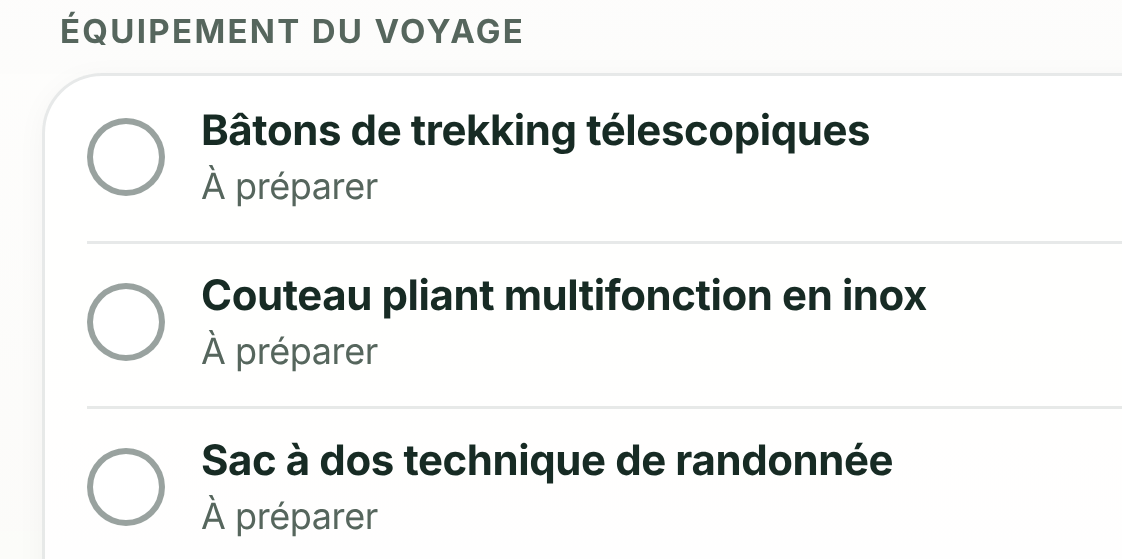 ÉQUIPEMENT DU VOYAGE
Bâtons de trekking télescopiques
À préparer
Couteau pliant multifonction en inox
À préparer
Sac à dos technique de randonnée
À préparer